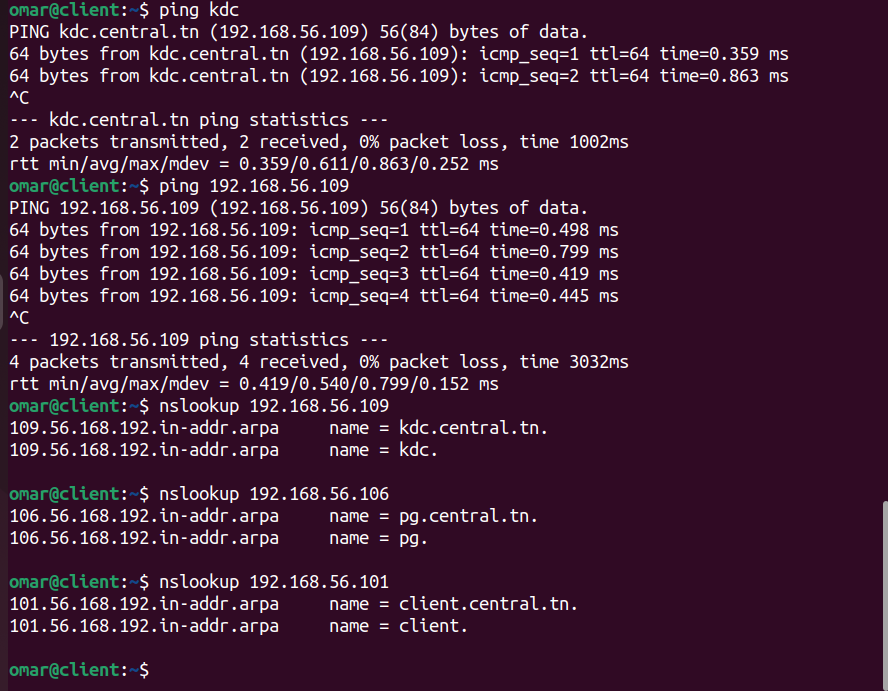 omar@client:~$ ping kdc
PING kdc.central.tn (192.168.56.109) 56(84) bytes of data.
64 bytes from kdc.central.tn (192.168.56.109): icmp_seq=1 ttl=64 time=0.359 ms
64 bytes from kdc.central.tn (192.168.56.109): icmp_seq=2 ttl=64 time=0.863 ms
^C
--- kdc.central.tn ping statistics ---
2 packets transmitted, 2 received, 0% packet loss, time 1002ms
rtt min/avg/max/mdev = 0.359/0.611/0.863/0.252 ms
omar@client:~$ ping 192.168.56.109
PING 192.168.56.109 (192.168.56.109) 56(84) bytes of data.
64 bytes from 192.168.56.109: icmp_seq=1 ttl=64 time=0.498 ms
64 bytes from 192.168.56.109: icmp_seq=2 ttl=64 time=0.799 ms
64 bytes from 192.168.56.109: icmp_seq=3 ttl=64 time=0.419 ms
64 bytes from 192.168.56.109: icmp_seq=4 ttl=64 time=0.445 ms
^C
--- 192.168.56.109 ping statistics ---
4 packets transmitted, 4 received, 0% packet loss, time 3032ms
rtt min/avg/max/mdev = 0.419/0.540/0.799/0.152 ms
omar@client:~$ nslookup 192.168.56.109
109.56.168.192.in-addr.arpa     name = kdc.central.tn.
109.56.168.192.in-addr.arpa     name = kdc.

omar@client:~$ nslookup 192.168.56.106
106.56.168.192.in-addr.arpa     name = pg.central.tn.
106.56.168.192.in-addr.arpa     name = pg.

omar@client:~$ nslookup 192.168.56.101
101.56.168.192.in-addr.arpa     name = client.central.tn.
101.56.168.192.in-addr.arpa     name = client.

omar@client:~$